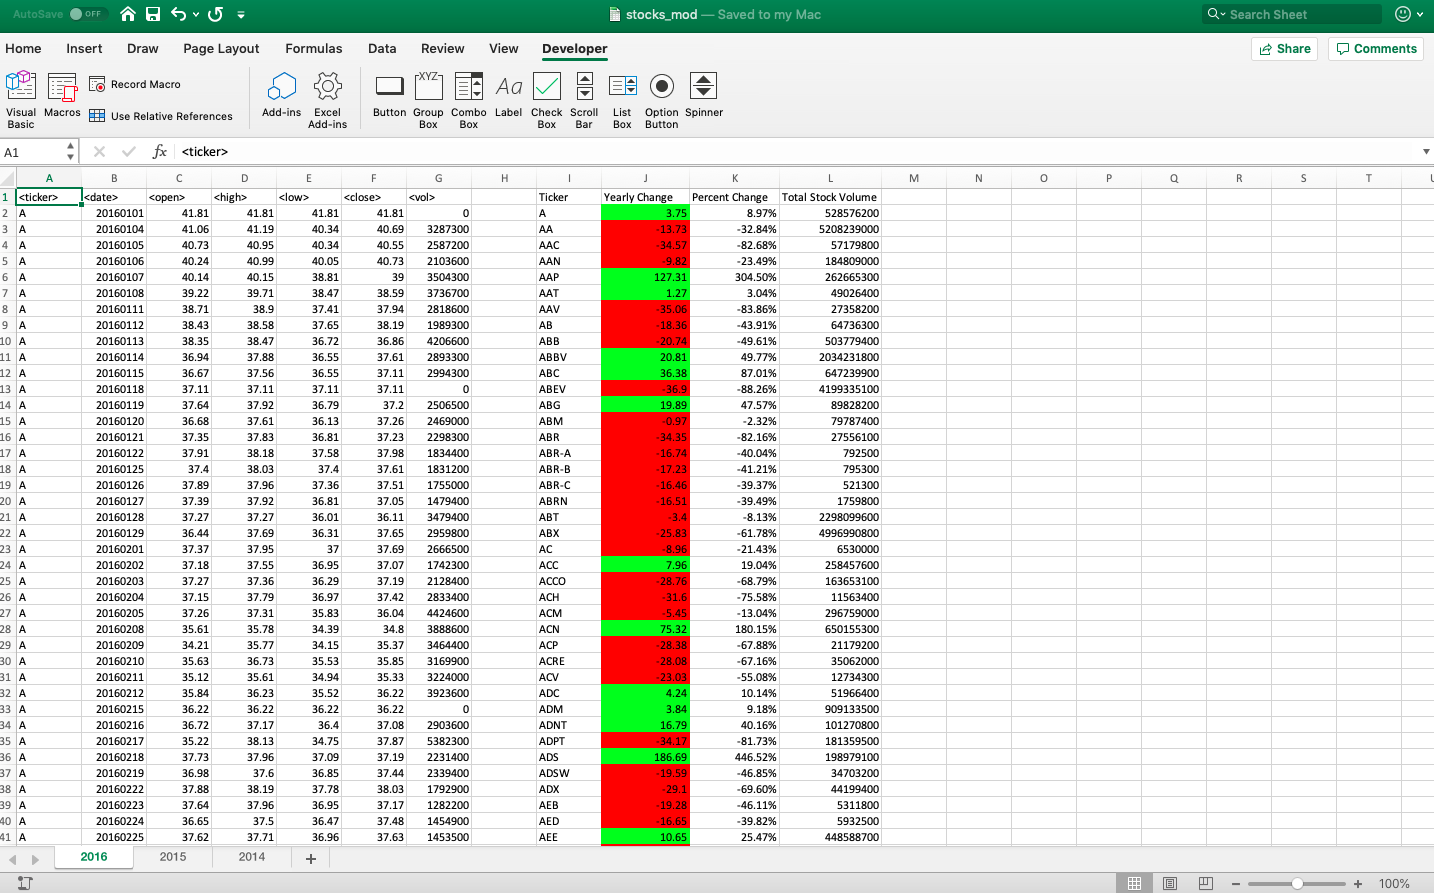 AutoSave OFF stocks_mod — Saved to my Mac Search Sheet
Home Insert Draw Page Layout Formulas Data Review View Developer Share Comments
Visual Basic Macros Record Macro Use Relative References Add-ins Excel Add-ins Button Group Box Combo Box Label Check Box Scroll Bar List Box Option Button Spinner
A1 fx <ticker>
A B C D E F G H I J K L M N O P Q R S T
1 <ticker> <date> <open> <high> <low> <close> <vol> Ticker Yearly Change Percent Change Total Stock Volume
2 A 20160101 41.81 41.81 41.81 41.81 0 A 3.75 8.97% 528576200
3 A 20160104 41.06 41.19 40.34 40.69 3287300 AA -13.73 -32.84% 5208239000
4 A 20160105 40.73 40.95 40.34 40.55 2587200 AAC -34.57 -82.68% 57179800
5 A 20160106 40.24 40.99 40.05 40.73 2103600 AAN -9.82 -23.49% 184809000
6 A 20160107 40.14 40.15 38.81 39 3504300 AAP 127.31 304.50% 262665300
7 A 20160108 39.22 39.71 38.47 38.59 3736700 AAT 1.27 3.04% 49026400
8 A 20160111 38.71 38.9 37.41 37.94 2818600 AAV -35.06 -83.86% 27358200
9 A 20160112 38.43 38.58 37.65 38.19 1989300 AB -18.36 -43.91% 64736300
10 A 20160113 38.35 38.47 36.72 36.86 4206600 ABB -20.74 -49.61% 503779400
11 A 20160114 36.94 37.88 36.55 37.61 2893300 ABBV 20.81 49.77% 2034231800
12 A 20160115 36.67 37.56 36.55 37.11 2994300 ABC 36.38 87.01% 647239900
13 A 20160118 37.11 37.11 37.11 37.11 0 ABEV -36.9 -88.26% 4199335100
14 A 20160119 37.64 37.92 36.79 37.2 2506500 ABG 19.89 47.57% 89828200
15 A 20160120 36.68 37.61 36.13 37.26 2469000 ABM -0.97 -2.32% 79787400
16 A 20160121 37.35 37.83 36.81 37.23 2298300 ABR -34.35 -82.16% 27556100
17 A 20160122 37.91 38.18 37.58 37.98 1834400 ABR-A -16.74 -40.04% 792500
18 A 20160125 37.4 38.03 37.4 37.61 1831200 ABR-B -17.23 -41.21% 795300
19 A 20160126 37.89 37.96 37.36 37.51 1755000 ABR-C -16.46 -39.37% 521300
20 A 20160127 37.39 37.92 36.81 37.05 1479400 ABRN -16.51 -39.49% 1759800
21 A 20160128 37.27 37.27 36.01 36.11 3479400 ABT -3.4 -8.13% 2298099600
22 A 20160129 36.44 37.69 36.31 37.65 2959800 ABX -25.83 -61.78% 4996990800
23 A 20160201 37.37 37.95 37 37.69 2666500 AC -8.96 -21.43% 6530000
24 A 20160202 37.18 37.55 36.95 37.07 1742300 ACC 7.96 19.04% 258457600
25 A 20160203 37.27 37.36 36.29 37.19 2128400 ACCO -28.76 -68.79% 163653100
26 A 20160204 37.15 37.79 36.97 37.42 2833400 ACH -31.6 -75.58% 11563400
27 A 20160205 37.26 37.31 35.83 36.04 4424600 ACM -5.45 -13.04% 296759000
28 A 20160208 35.61 35.78 34.39 34.8 3888600 ACN 75.32 180.15% 650155300
29 A 20160209 34.21 35.77 34.15 35.37 3464400 ACP -28.38 -67.88% 21179200
30 A 20160210 35.63 36.73 35.53 35.85 3169900 ACRE -28.08 -67.16% 35062000
31 A 20160211 35.12 35.61 34.94 35.33 3224000 ACV -23.03 -55.08% 12734300
32 A 20160212 35.84 36.23 35.52 36.22 3923600 ADC 4.24 10.14% 51966400
33 A 20160215 36.22 36.22 36.22 36.22 0 ADM 3.84 9.18% 909133500
34 A 20160216 36.72 37.17 36.4 37.08 2903600 ADNT 16.79 40.16% 101270800
35 A 20160217 35.22 38.13 34.75 37.87 5382300 ADPT -34.17 -81.73% 181359500
36 A 20160218 37.73 37.96 37.09 37.19 2231400 ADS 186.69 446.52% 198979100
37 A 20160219 36.98 37.6 36.85 37.44 2339400 ADSW -19.59 -46.85% 34703200
38 A 20160222 37.88 38.19 37.78 38.03 1792900 ADX -29.1 -69.60% 44199400
39 A 20160223 37.64 37.96 36.95 37.17 1282200 AEB -19.28 -46.11% 5311800
40 A 20160224 36.65 37.5 36.47 37.48 1454900 AED -16.65 -39.82% 5932500
41 A 20160225 37.62 37.71 36.96 37.63 1453500 AEE 10.65 25.47% 448588700
2016 2015 2014 +
100%